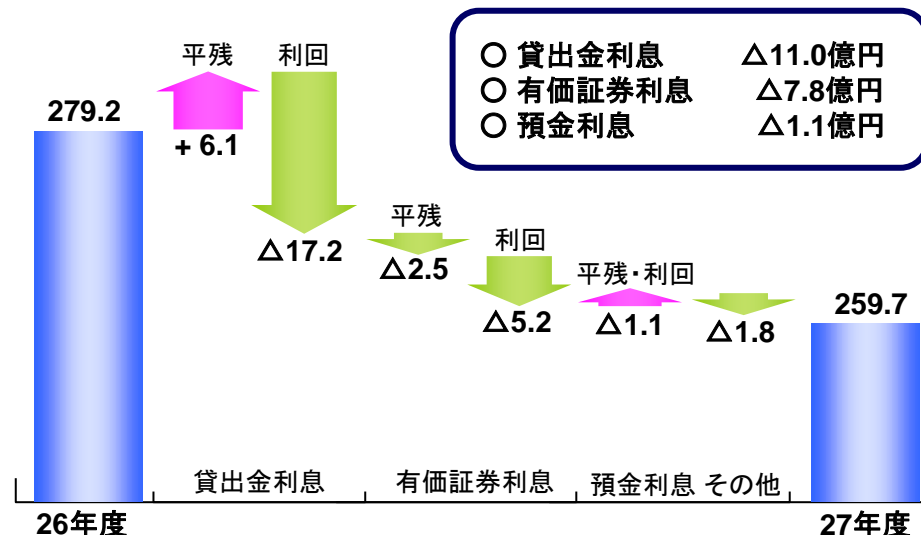 ○ 貸出金利息 △11.0億円
○ 有価証券利息 △7.8億円
○ 預金利息 △1.1億円
平残
利回
279.2
+ 6.1
△17.2
平残
△2.5
利回
△5.2
平残・利回
△1.1
△1.8
259.7
貸出金利息
有価証券利息
預金利息
その他
26年度
27年度